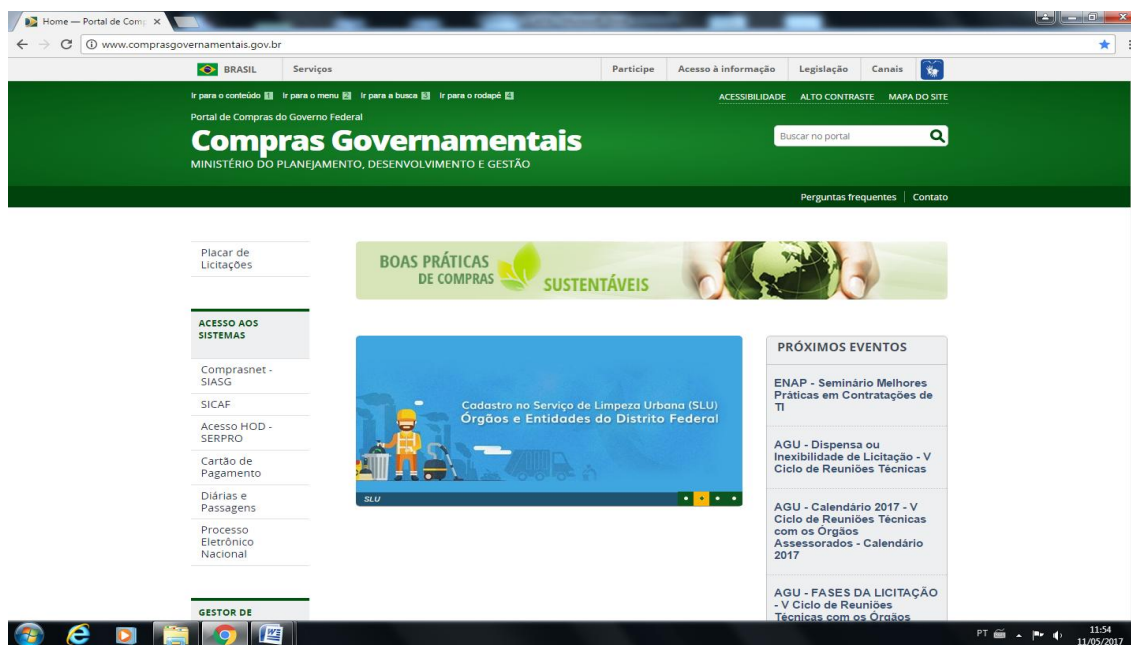 Home — Portal de Com
www.comprasgovernamentais.gov.br
BRASIL Serviços Participe Acesso à informação Legislação Canais
Ir para o conteúdo 1 Ir para o menu 2 Ir para a busca 3 Ir para o rodapé 4 ACESSIBILIDADE ALTO CONTRASTE MAPA DO SITE
Portal de Compras do Governo Federal
Compras Governamentais
Buscar no portal
MINISTÉRIO DO PLANEJAMENTO, DESENVOLVIMENTO E GESTÃO
Perguntas frequentes Contato
Placar de
Licitações
BOAS PRÁTICAS
DE COMPRAS
SUSTENTÁVEIS
ACESSO AOS
SISTEMAS
Comprasnet -
SIASG
SICAF
Acesso HOD -
SERPRO
Cartão de
Pagamento
Diárias e
Passagens
Processo
Eletrônico
Nacional
GESTOR DE
Cadastro no Serviço de Limpeza Urbana (SLU)
Órgãos e Entidades do Distrito Federal
SLU
PRÓXIMOS EVENTOS
ENAP - Seminário Melhores
Práticas em Contratações de
TI
AGU - Dispensa ou
Inexibilidade de Licitação - V
Ciclo de Reuniões Técnicas
AGU - Calendário 2017 - V
Ciclo de Reuniões Técnicas
com os Órgãos
Assessorados - Calendário
2017
AGU - FASES DA LICITAÇÃO
- V Ciclo de Reuniões
Técnicas com os Órgãos
PT
11:54
11/05/2017